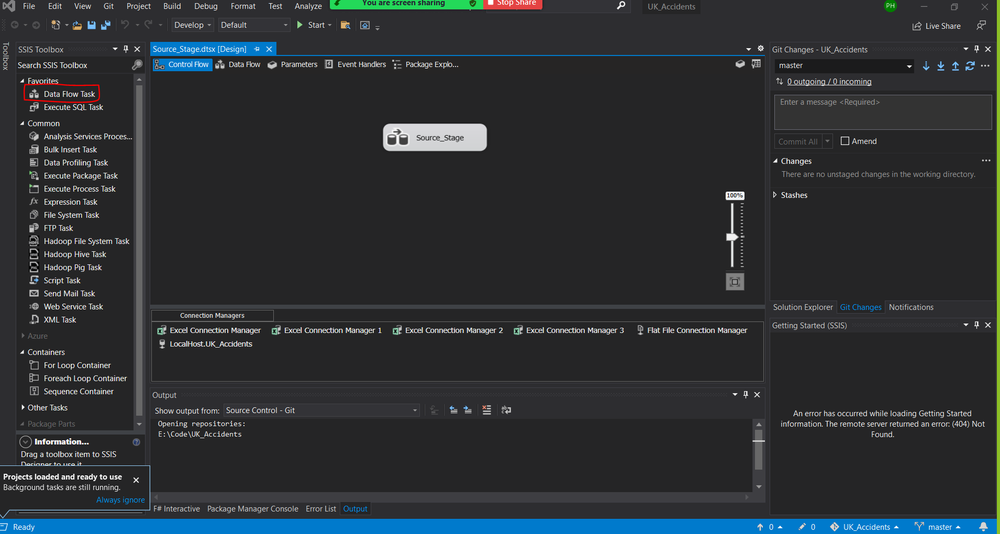 File Edit View Git Project Build Debug Format Test Analyze
You are screen sharing Stop Share
UK_Accidents PH
Develop Default Start Live Share
Toolbox
SSIS Toolbox
Search SSIS Toolbox
Favorites
Data Flow Task
Execute SQL Task
Common
Analysis Services Proces...
Bulk Insert Task
Data Profiling Task
Execute Package Task
Execute Process Task
Expression Task
File System Task
FTP Task
Hadoop File System Task
Hadoop Hive Task
Hadoop Pig Task
Script Task
Send Mail Task
Web Service Task
XML Task
Azure
Containers
For Loop Container
Foreach Loop Container
Sequence Container
Other Tasks
Package Parts
Information...
Drag a toolbox item to SSIS
Designer to use it
Projects loaded and ready to use
Background tasks are still running.
Always ignore
Source_Stage.dtsx [Design]
Control Flow Data Flow Parameters Event Handlers Package Explo...
Source_Stage
100%
Connection Managers
Excel Connection Manager Excel Connection Manager 1 Excel Connection Manager 2 Excel Connection Manager 3 Flat File Connection Manager
LocalHost.UK_Accidents
Output
Show output from: Source Control - Git
Opening repositories:
E:\Code\UK_Accidents
F# Interactive Package Manager Console Error List Output
Git Changes - UK_Accidents
master
0 outgoing / 0 incoming
Enter a message <Required>
Commit All Amend
Changes
There are no unstaged changes in the working directory.
Stashes
Solution Explorer Git Changes Notifications
Getting Started (SSIS)
An error has occurred while loading Getting Started
information. The remote server returned an error: (404) Not
Found.
Ready 0 0 UK_Accidents master